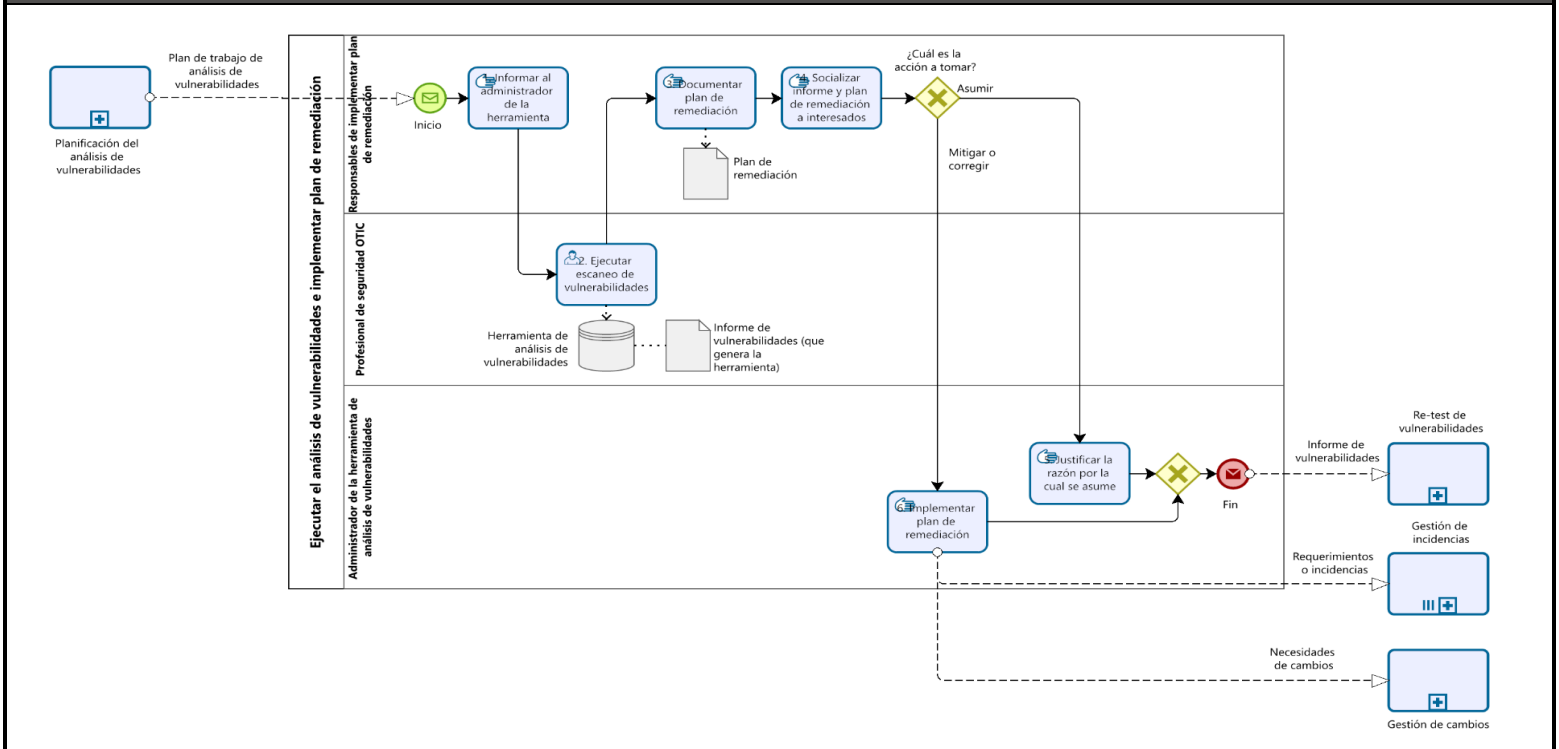 Plan de trabajo de
análisis de
vulnerabilidades
Planificación del
análisis de
vulnerabilidades
Ejecutar el análisis de vulnerabilidades e implementar plan de remediación
Responsables de implementar plan
de remediación
Inicio
1. Informar al
administrador
de la
herramienta
3. Documentar
plan de
remediación
Plan de
remediación
4. Socializar
informe y plan
de remediación
a interesados
¿Cuál es la
acción a tomar?
Asumir
Mitigar o
corregir
Profesional de seguridad OTIC
2. Ejecutar
escaneo de
vulnerabilidades
Herramienta de
análisis de
vulnerabilidades
Informe de
vulnerabilidades (que
genera la
herramienta)
Administrador de la herramienta de
análisis de vulnerabilidades
Justificar la
razón por la
cual se asume
6. Implementar
plan de
remediación
Fin
Informe de
vulnerabilidades
Re-test de
vulnerabilidades
Requerimientos
o incidencias
Gestión de
incidencias
Necesidades
de cambios
Gestión de cambios